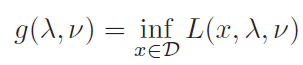 g(λ, ν) = inf L(x, λ, ν)
x∈𝒟